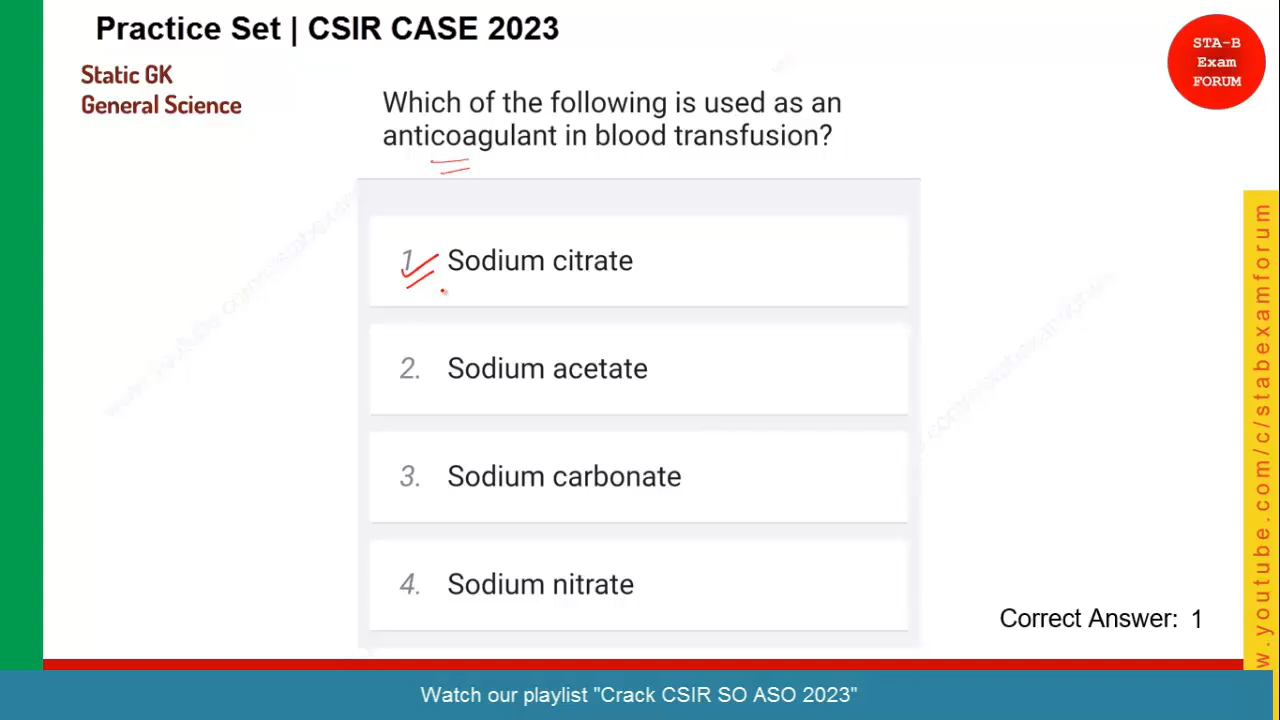 Practice Set | CSIR CASE 2023
STA-B
Exam
FORUM
Static GK
General Science
Which of the following is used as an
anticoagulant in blood transfusion?
1 Sodium citrate
2. Sodium acetate
3. Sodium carbonate
4. Sodium nitrate
Correct Answer: 1
w.youtube.com/c/stabexamforum
Watch our playlist "Crack CSIR SO ASO 2023"